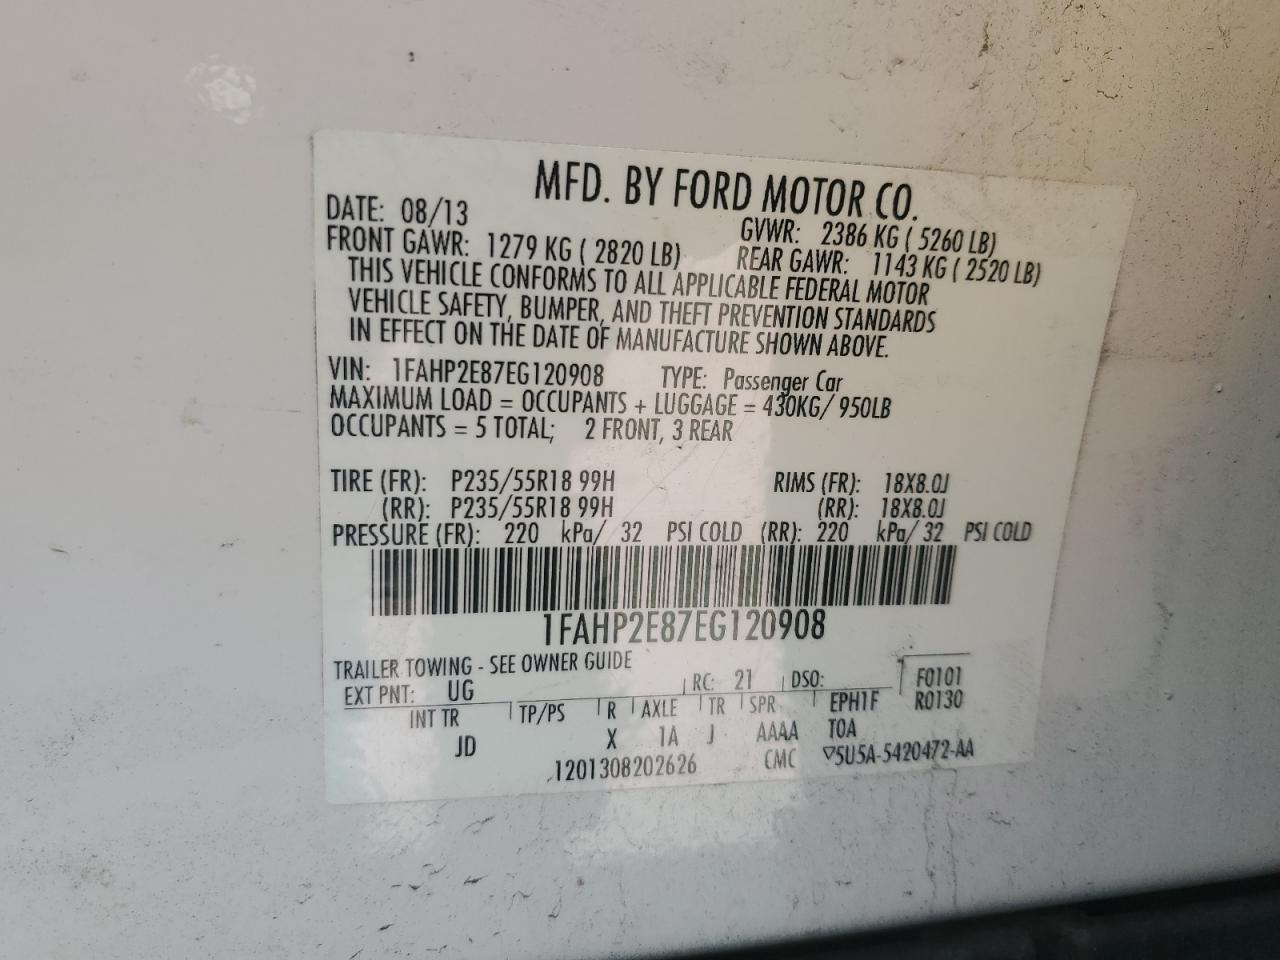 MFD. BY FORD MOTOR CO.
DATE: 08/13 GVWR: 2386 KG ( 5260 LB)
FRONT GAWR: 1279 KG ( 2820 LB) REAR GAWR: 1143 KG ( 2520 LB)
THIS VEHICLE CONFORMS TO ALL APPLICABLE FEDERAL MOTOR
VEHICLE SAFETY, BUMPER, AND THEFT PREVENTION STANDARDS
IN EFFECT ON THE DATE OF MANUFACTURE SHOWN ABOVE.
VIN: 1FAHP2E87EG120908 TYPE: Passenger Car
MAXIMUM LOAD = OCCUPANTS + LUGGAGE = 430KG/ 950LB
OCCUPANTS = 5 TOTAL; 2 FRONT, 3 REAR
TIRE (FR): P235/55R18 99H RIMS (FR): 18X8.0J
(RR): P235/55R18 99H (RR): 18X8.0J
PRESSURE (FR): 220 kPa/ 32 PSI COLD (RR): 220 kPa/ 32 PSI COLD
1FAHP2E87EG120908
TRAILER TOWING - SEE OWNER GUIDE
EXT PNT: UG RC: 21 DSO: F0101
INT TR TP/PS R AXLE TR SPR EPH1F R0130
JD X 1A J AAAA TOA
1201308202626 CMC ▽5U5A-5420472-AA